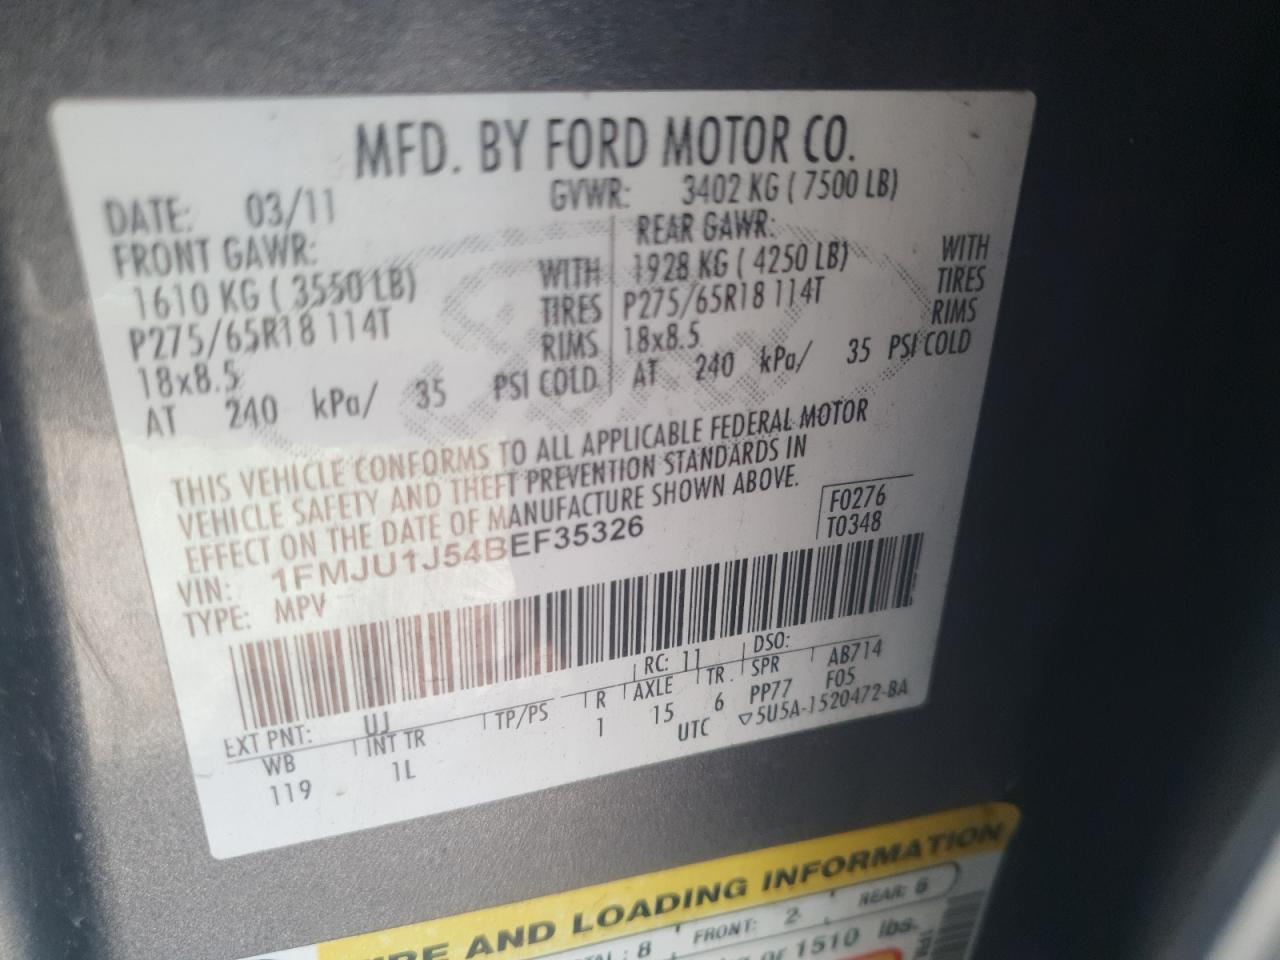 MFD. BY FORD MOTOR CO.
DATE: 03/11 GVWR: 3402 KG ( 7500 LB)
FRONT GAWR: REAR GAWR:
1610 KG ( 3550 LB) WITH 1928 KG ( 4250 LB) WITH
P275/65R18 114T TIRES P275/65R18 114T TIRES
18x8.5 RIMS 18x8.5 RIMS
AT 240 kPa/ 35 PSI COLD AT 240 kPa/ 35 PSI COLD
THIS VEHICLE CONFORMS TO ALL APPLICABLE FEDERAL MOTOR
VEHICLE SAFETY AND THEFT PREVENTION STANDARDS IN
EFFECT ON THE DATE OF MANUFACTURE SHOWN ABOVE.
F0276
VIN: 1FMJU1J54BEF35326 T0348
TYPE: MPV
EXT PNT: UJ RC: 11 DSO:
WB INT TR TP/PS R AXLE TR SPR AB714
119 1L 1 15 6 PP77 F05
UTC ▽5U5A-1520472-BA
AND LOADING INFORMATION
: 8 FRONT: 2 REAR: 6
or 1510 lbs.